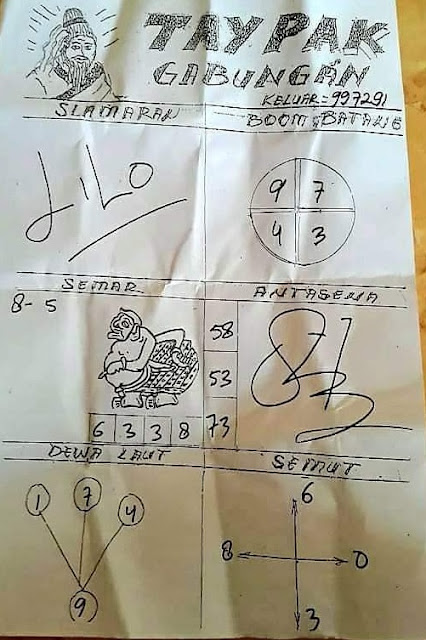 TAYPAK
GABUNGAN
KELUAR=997291
SIAMARAN
BOOM BATANG
9 7
4 3
SEMAR
ANTASENA
8-5
58
53
73
6 3 3 8
DEWA LAUT
SEMUT
1 7 4
9
6
8 0
3